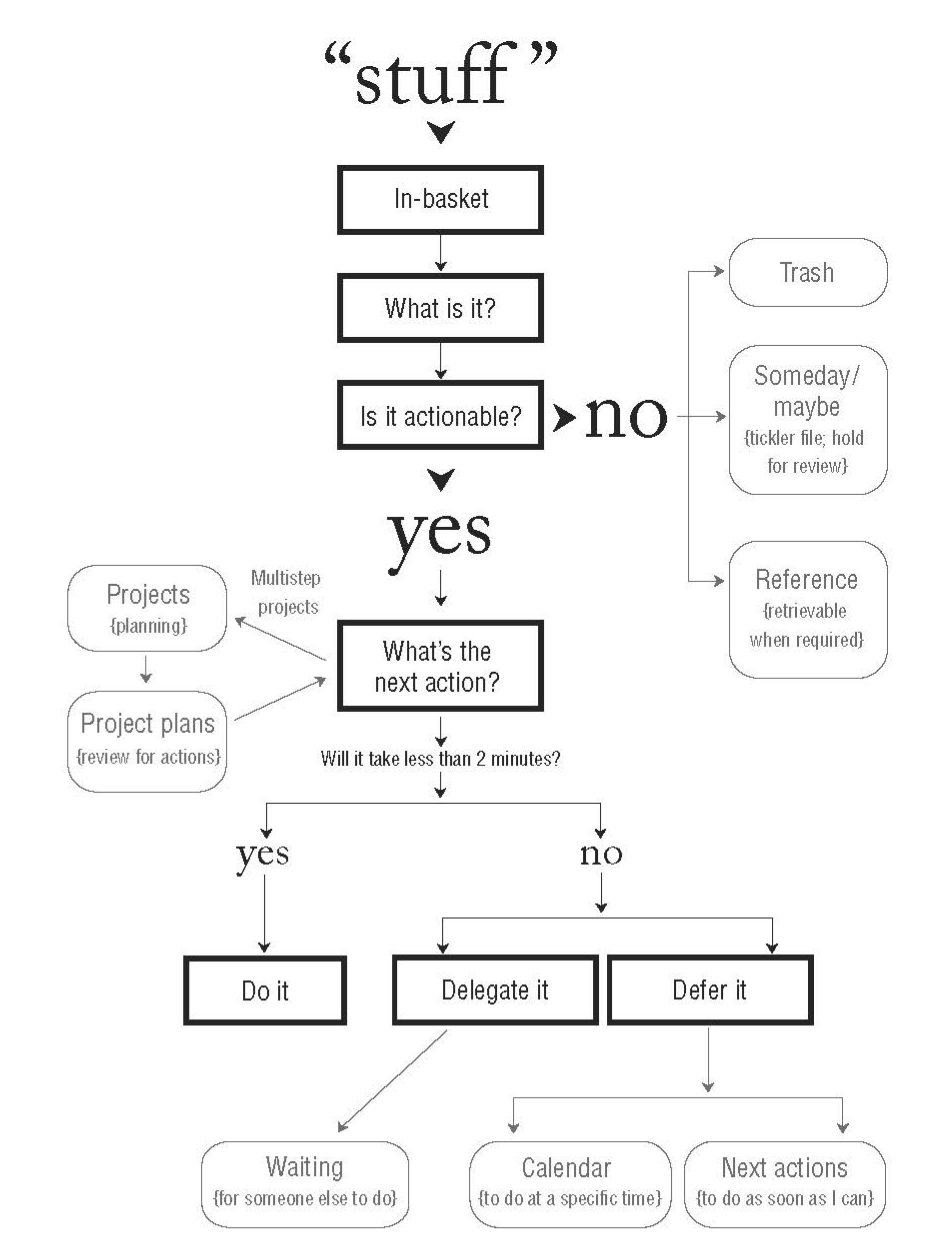 “stuff”
In-basket
What is it?
Is it actionable?
no
Trash
Someday/
maybe
{tickler file; hold
for review}
Reference
{retrievable
when required}
yes
Multistep
projects
Projects
{planning}
Project plans
{review for actions}
What’s the
next action?
Will it take less than 2 minutes?
yes
no
Do it
Delegate it
Defer it
Waiting
{for someone else to do}
Calendar
{to do at a specific time}
Next actions
{to do as soon as I can}